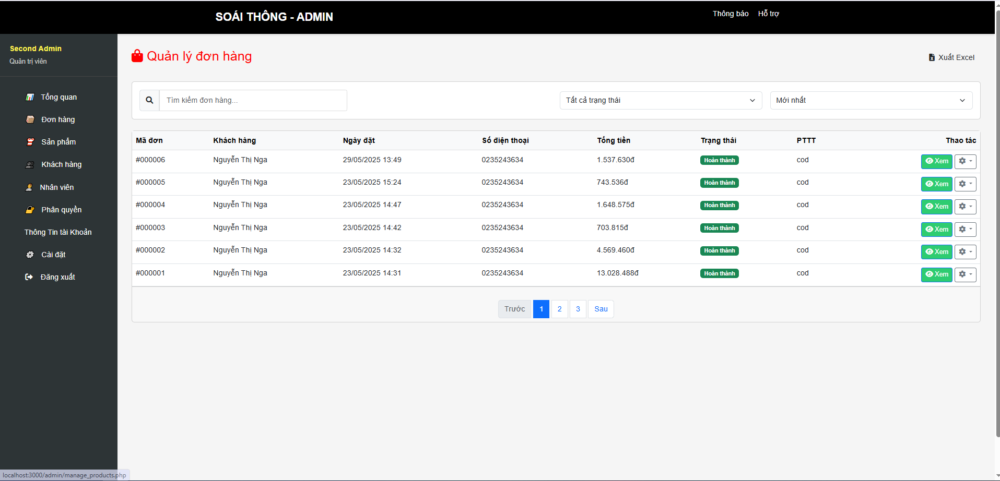 SOÁI THÔNG - ADMIN
Thông báo Hỗ trợ
Second Admin
Quản trị viên
Tổng quan
Đơn hàng
Sản phẩm
Khách hàng
Nhân viên
Phân quyền
Thông Tin tài Khoản
Cài đặt
Đăng xuất
Quản lý đơn hàng
Xuất Excel
Tìm kiếm đơn hàng...
Tất cả trạng thái
Mới nhất
Mã đơn Khách hàng Ngày đặt Số điện thoại Tổng tiền Trạng thái PTTT Thao tác
#000006 Nguyễn Thị Nga 29/05/2025 13:49 0235243634 1.537.630đ Hoàn thành cod Xem
#000005 Nguyễn Thị Nga 23/05/2025 15:24 0235243634 743.536đ Hoàn thành cod Xem
#000004 Nguyễn Thị Nga 23/05/2025 14:47 0235243634 1.648.575đ Hoàn thành cod Xem
#000003 Nguyễn Thị Nga 23/05/2025 14:42 0235243634 703.815đ Hoàn thành cod Xem
#000002 Nguyễn Thị Nga 23/05/2025 14:32 0235243634 4.569.460đ Hoàn thành cod Xem
#000001 Nguyễn Thị Nga 23/05/2025 14:31 0235243634 13.028.488đ Hoàn thành cod Xem
Trước 1 2 3 Sau
localhost:3000/admin/manage_products.php